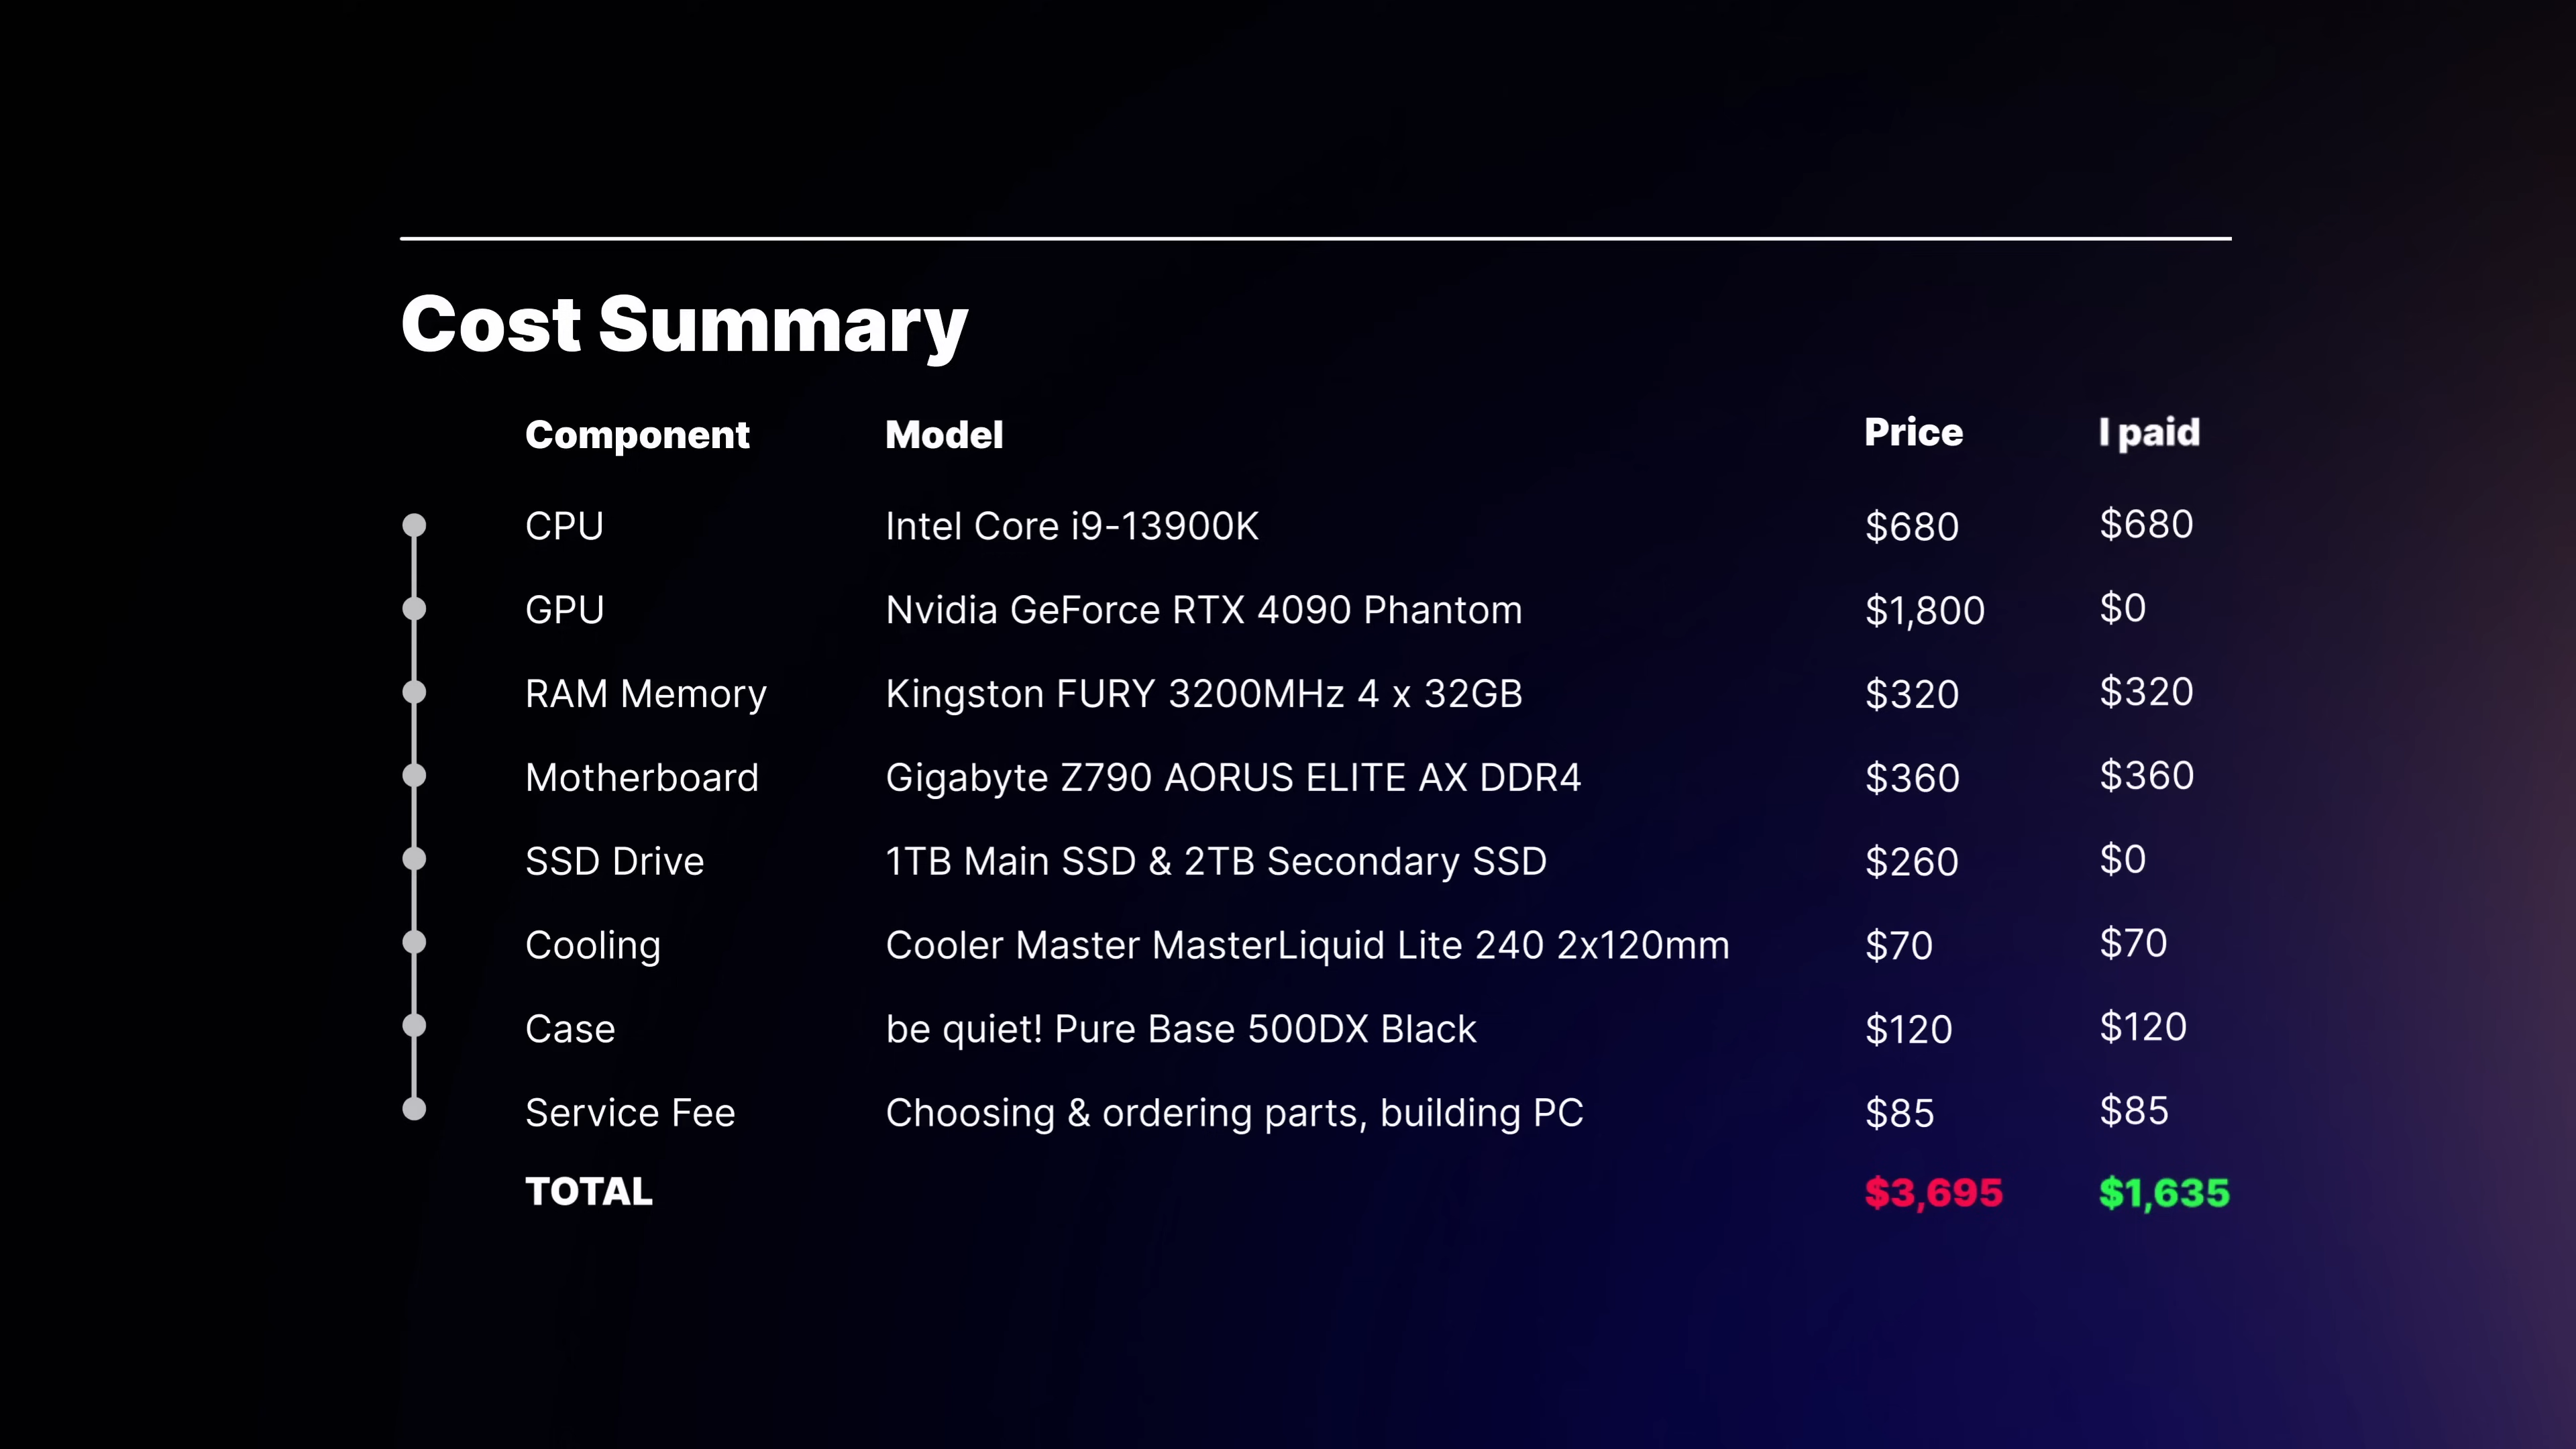 Cost Summary
Component Model Price I paid
CPU Intel Core i9-13900K $680 $680
GPU Nvidia GeForce RTX 4090 Phantom $1,800 $0
RAM Memory Kingston FURY 3200MHz 4 x 32GB $320 $320
Motherboard Gigabyte Z790 AORUS ELITE AX DDR4 $360 $360
SSD Drive 1TB Main SSD & 2TB Secondary SSD $260 $0
Cooling Cooler Master MasterLiquid Lite 240 2x120mm $70 $70
Case be quiet! Pure Base 500DX Black $120 $120
Service Fee Choosing & ordering parts, building PC $85 $85
TOTAL $3,695 $1,635